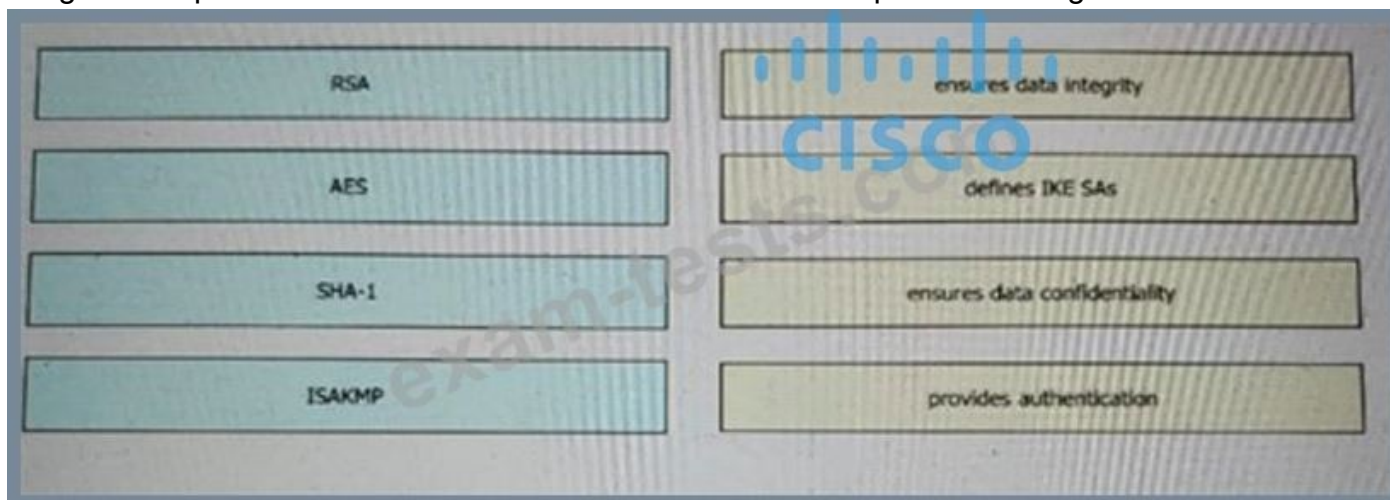 RSA
ensures data integrity
CISCO
AES
defines IKE SAs
SHA-1
ensures data confidentiality
ISAKMP
provides authentication
exam-tests.com